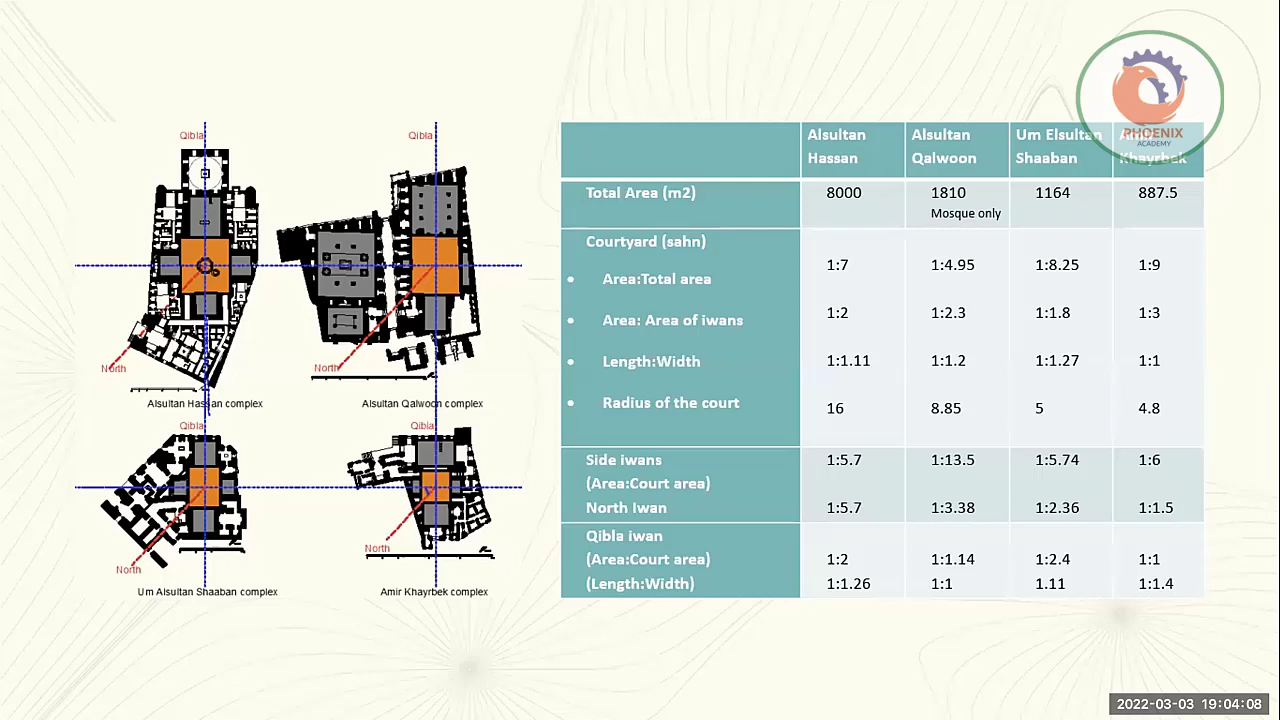 Qibla
North
Alsultan Hassan complex
Qibla
North
Alsultan Qalwoon complex
Qibla
North
Um Alsultan Shaaban complex
Qibla
North
Amir Khayrbek complex
PHOENIX
ACADEMY
Alsultan Hassan
Alsultan Qalwoon
Um Elsultan Shaaban
Khayrbek
Total Area (m2) 8000 1810 1164 887.5
Mosque only
Courtyard (sahn)
• Area:Total area 1:7 1:4.95 1:8.25 1:9
• Area: Area of iwans 1:2 1:2.3 1:1.8 1:3
• Length:Width 1:1.11 1:1.2 1:1.27 1:1
• Radius of the court 16 8.85 5 4.8
Side iwans 1:5.7 1:13.5 1:5.74 1:6
(Area:Court area)
North Iwan 1:5.7 1:3.38 1:2.36 1:1.5
Qibla iwan
(Area:Court area) 1:2 1:1.14 1:2.4 1:1
(Length:Width) 1:1.26 1:1 1.11 1:1.4
2022-03-03 19:04:08